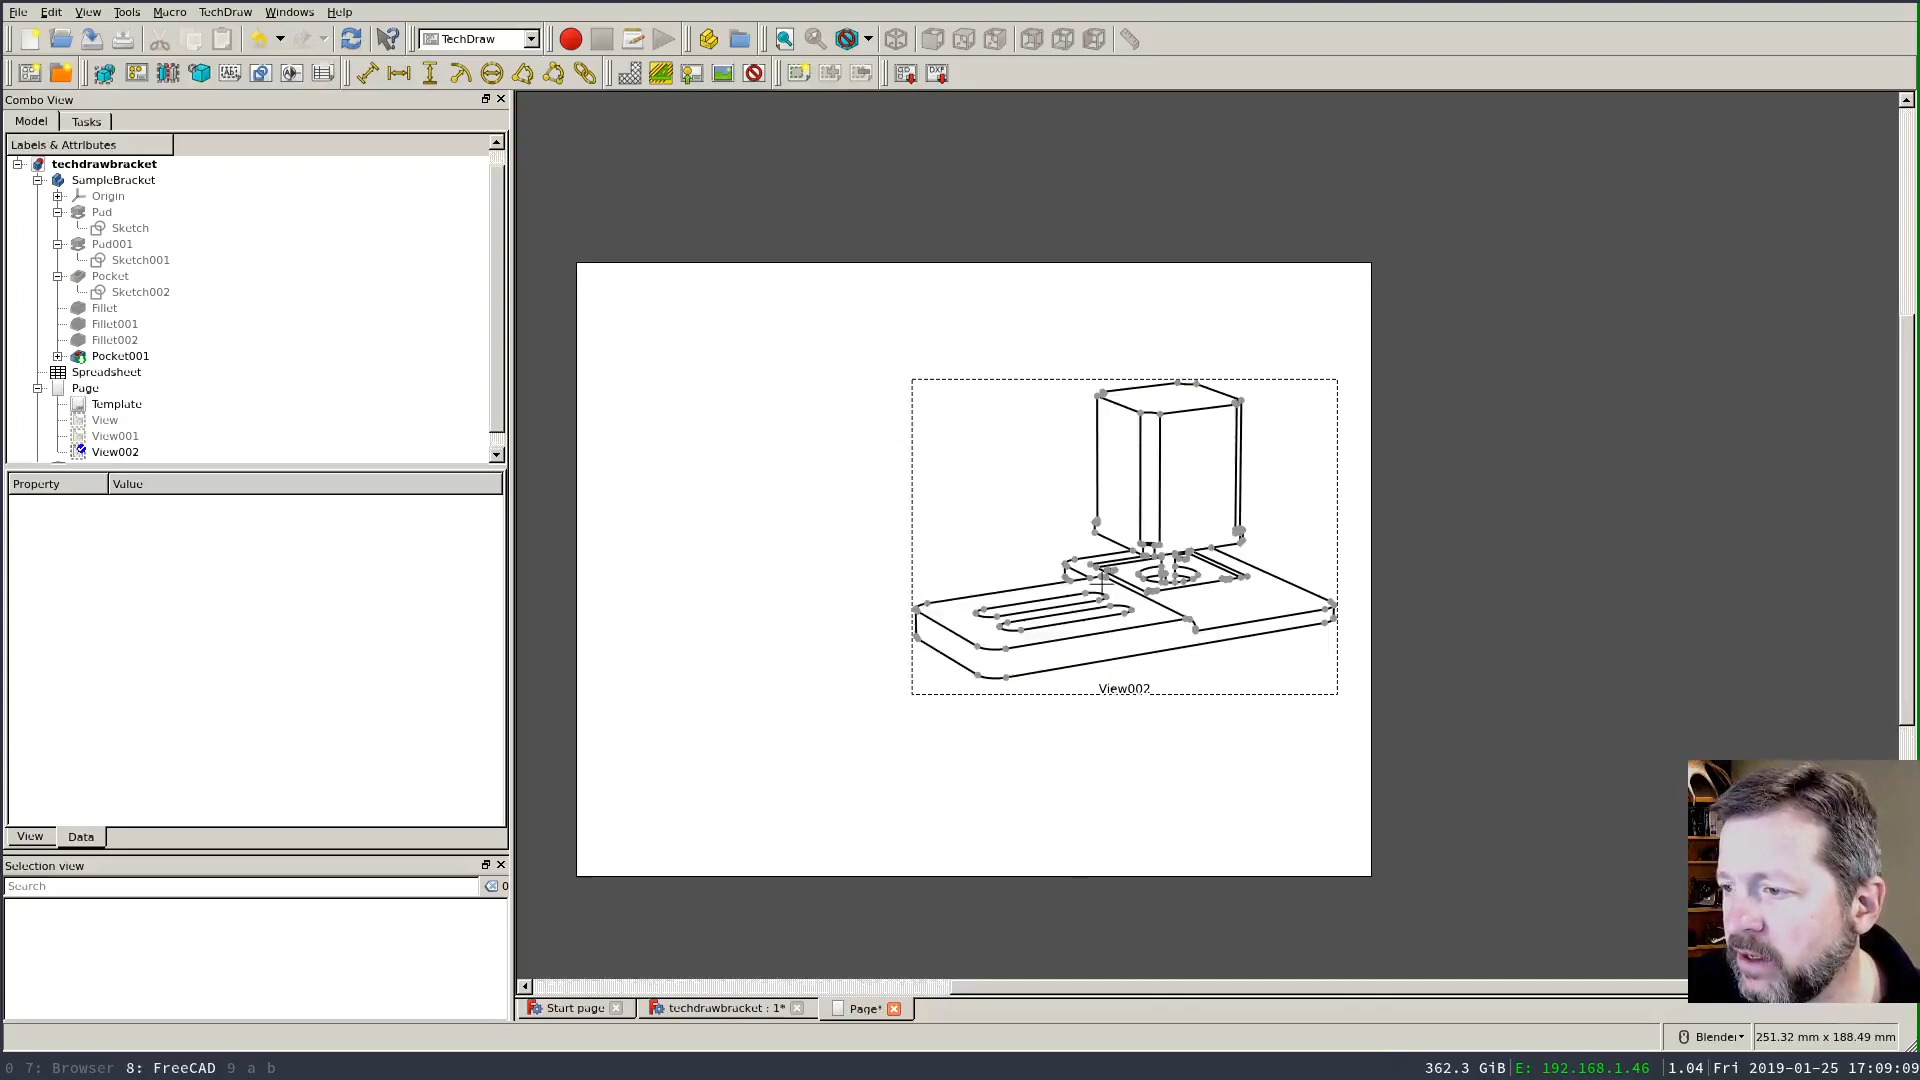 File Edit View Tools Macro TechDraw Windows Help
TechDraw
Combo View
Model Tasks
Labels & Attributes
techdrawbracket
SampleBracket
Origin
Pad
Sketch
Pad001
Sketch001
Pocket
Sketch002
Fillet
Fillet001
Fillet002
Pocket001
Spreadsheet
Page
Template
View
View001
View002
Property Value
View Data
Selection view
Search 0
View002
Start page techdrawbracket : 1* Page*
Blender 251.32 mm x 188.49 mm
0 7: Browser 8: FreeCAD 9 a b 362.3 GiB E: 192.168.1.46 1.04 Fri 2019-01-25 17:09:09